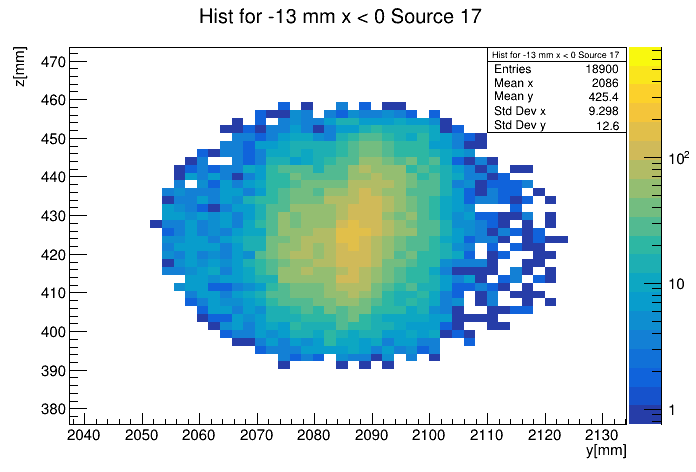 Hist for -13 mm x < 0 Source 17
z[mm]
Hist for -13 mm x < 0 Source 17
Entries 18900
Mean x 2086
Mean y 425.4
Std Dev x 9.298
Std Dev y 12.6
470
460
450
440
430
420
410
400
390
380
2040 2050 2060 2070 2080 2090 2100 2110 2120 2130
y[mm]
10²
10
1